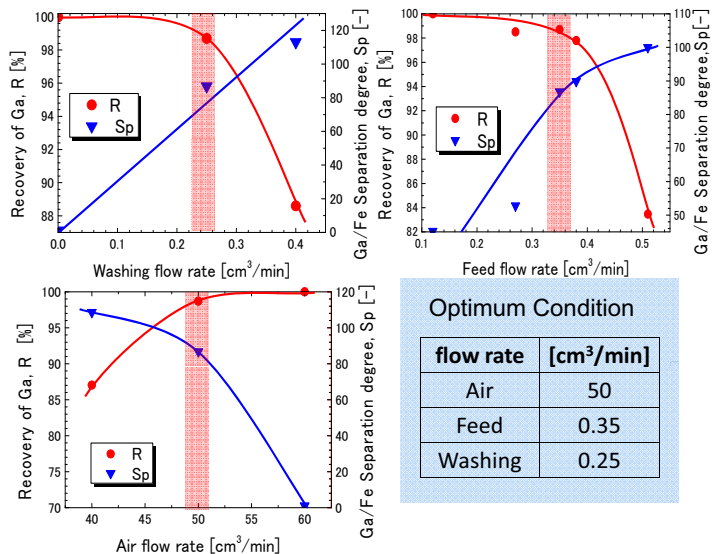 Recovery of Ga, R [%]
100
98
96
94
92
90
88
R
Sp
120
100
80
60
40
20
0
Ga/Fe Separation degree, Sp [-]
0.0 0.1 0.2 0.3 0.4
Washing flow rate [cm³/min]
Recovery of Ga, R [%]
100
98
96
94
92
90
88
86
84
82
R
Sp
110
100
90
80
70
60
50
Ga/Fe Separation degree,Sp [-]
0.1 0.2 0.3 0.4 0.5
Feed flow rate [cm³/min]
Recovery of Ga, R [%]
100
95
90
85
80
75
70
R
Sp
120
100
80
60
40
20
0
Ga/Fe Separation degree, Sp [-]
40 45 50 55 60
Air flow rate [cm³/min]
Optimum Condition
flow rate [cm³/min]
Air 50
Feed 0.35
Washing 0.25